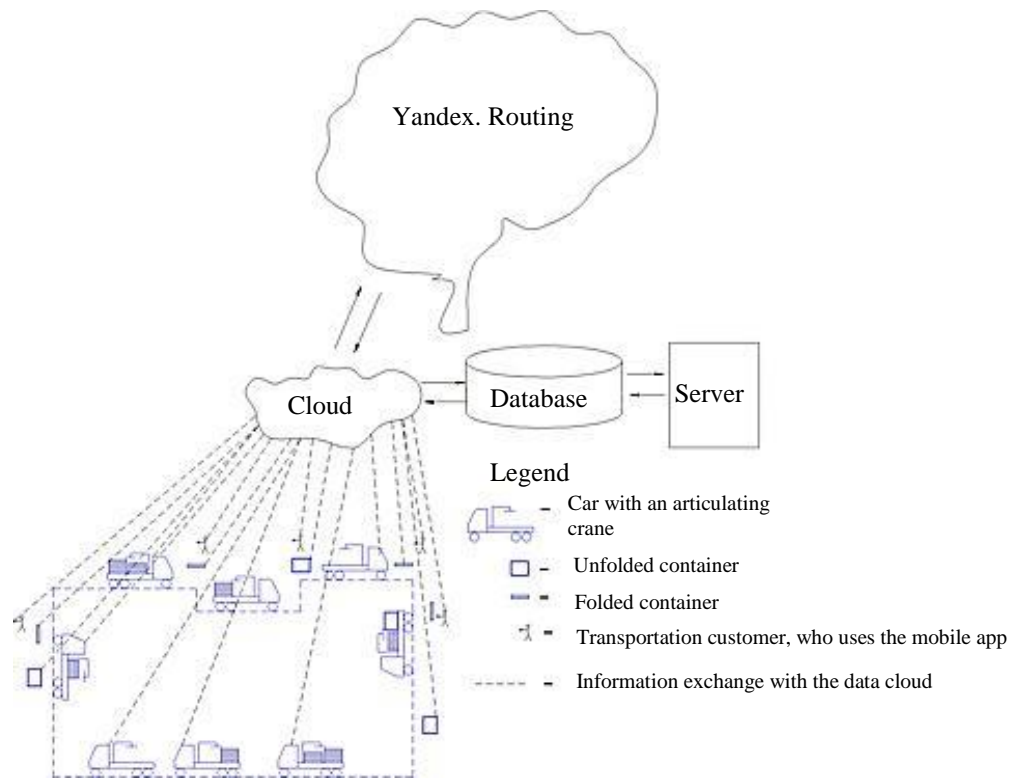 Yandex. Routing
Cloud
Database
Server
Legend
- Car with an articulating
crane
- Unfolded container
- Folded container
- Transportation customer, who uses the mobile app
- Information exchange with the data cloud